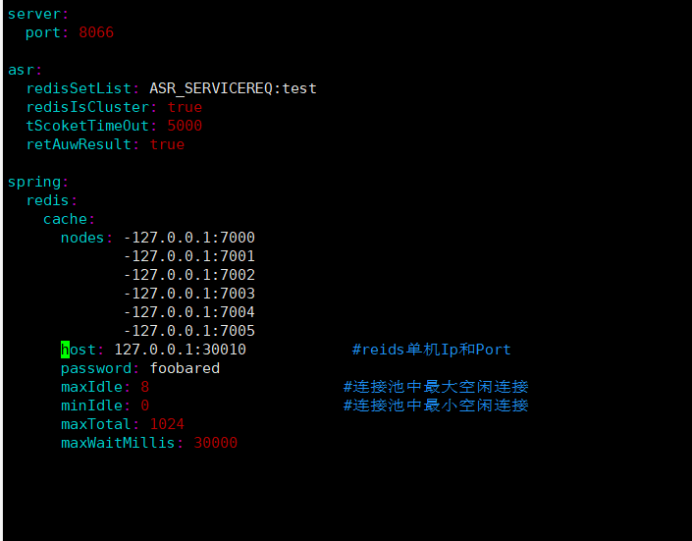 server:
port: 8066
asr:
redisSetList: ASR_SERVICEREQ:test
redisIsCluster: true
tScoketTimeOut: 5000
retAuwResult: true
spring:
redis:
cache:
nodes: -127.0.0.1:7000
-127.0.0.1:7001
-127.0.0.1:7002
-127.0.0.1:7003
-127.0.0.1:7004
-127.0.0.1:7005
host: 127.0.0.1:30010 #reids单机Ip和Port
password: foobared
maxIdle: 8 #连接池中最大空闲连接
minIdle: 0 #连接池中最小空闲连接
maxTotal: 1024
maxWaitMillis: 30000